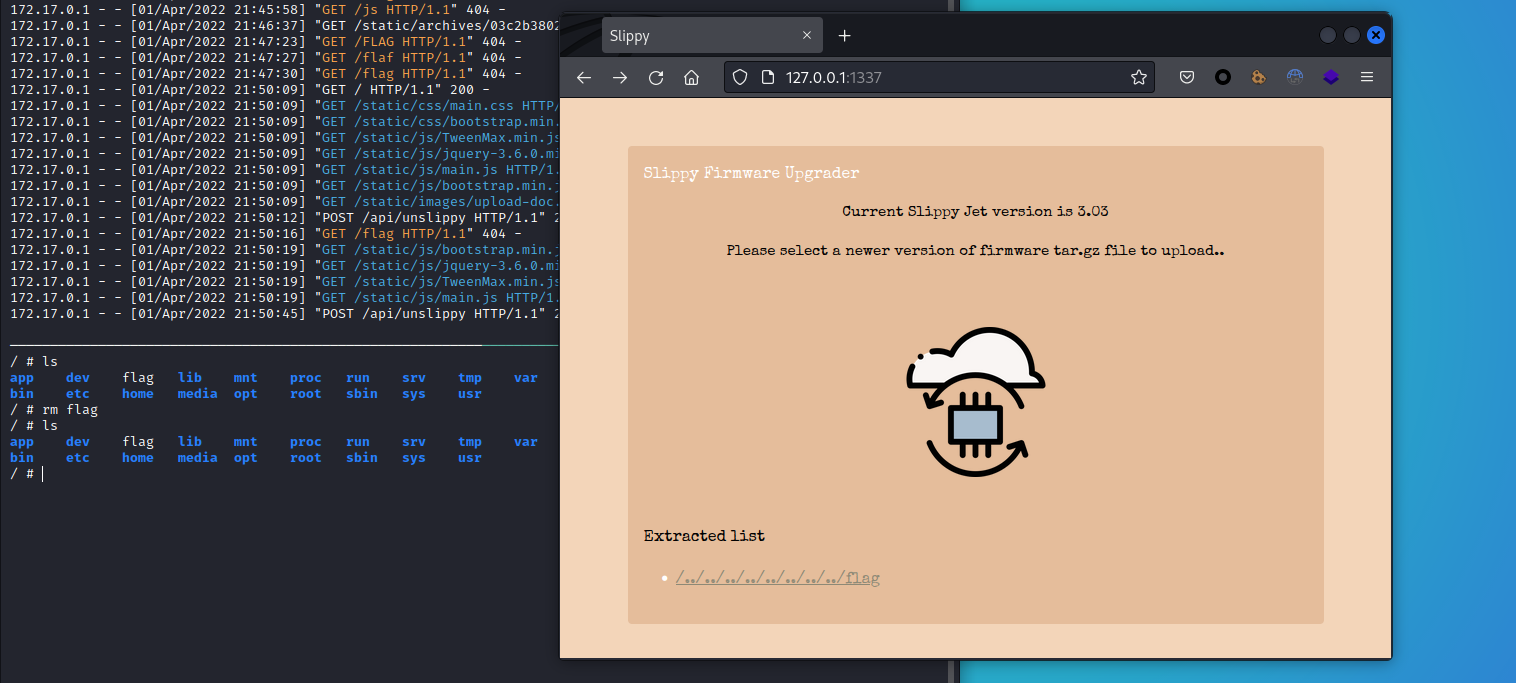 172.17.0.1 - - [01/Apr/2022 21:45:58] "GET /js HTTP/1.1" 404 -
172.17.0.1 - - [01/Apr/2022 21:46:37] "GET /static/archives/03c2b3802
172.17.0.1 - - [01/Apr/2022 21:47:23] "GET /FLAG HTTP/1.1" 404 -
172.17.0.1 - - [01/Apr/2022 21:47:27] "GET /flaf HTTP/1.1" 404 -
172.17.0.1 - - [01/Apr/2022 21:47:30] "GET /flag HTTP/1.1" 404 -
172.17.0.1 - - [01/Apr/2022 21:50:09] "GET / HTTP/1.1" 200 -
172.17.0.1 - - [01/Apr/2022 21:50:09] "GET /static/css/main.css HTTP/
172.17.0.1 - - [01/Apr/2022 21:50:09] "GET /static/css/bootstrap.min.
172.17.0.1 - - [01/Apr/2022 21:50:09] "GET /static/js/TweenMax.min.js
172.17.0.1 - - [01/Apr/2022 21:50:09] "GET /static/js/jquery-3.6.0.mi
172.17.0.1 - - [01/Apr/2022 21:50:09] "GET /static/js/main.js HTTP/1.
172.17.0.1 - - [01/Apr/2022 21:50:09] "GET /static/js/bootstrap.min.j
172.17.0.1 - - [01/Apr/2022 21:50:09] "GET /static/images/upload-doc.
172.17.0.1 - - [01/Apr/2022 21:50:12] "POST /api/unslippy HTTP/1.1" 2
172.17.0.1 - - [01/Apr/2022 21:50:16] "GET /flag HTTP/1.1" 404 -
172.17.0.1 - - [01/Apr/2022 21:50:19] "GET /static/js/bootstrap.min.j
172.17.0.1 - - [01/Apr/2022 21:50:19] "GET /static/js/jquery-3.6.0.mi
172.17.0.1 - - [01/Apr/2022 21:50:19] "GET /static/js/TweenMax.min.js
172.17.0.1 - - [01/Apr/2022 21:50:19] "GET /static/js/main.js HTTP/1.
172.17.0.1 - - [01/Apr/2022 21:50:45] "POST /api/unslippy HTTP/1.1" 2
/ # ls
app dev flag lib mnt proc run srv tmp var
bin etc home media opt root sbin sys usr
/ # rm flag
/ # ls
app dev flag lib mnt proc run srv tmp var
bin etc home media opt root sbin sys usr
/ #
Slippy
127.0.0.1:1337
Slippy Firmware Upgrader
Current Slippy Jet version is 3.03
Please select a newer version of firmware tar.gz file to upload..
Extracted list
/../../../../../../../../flag